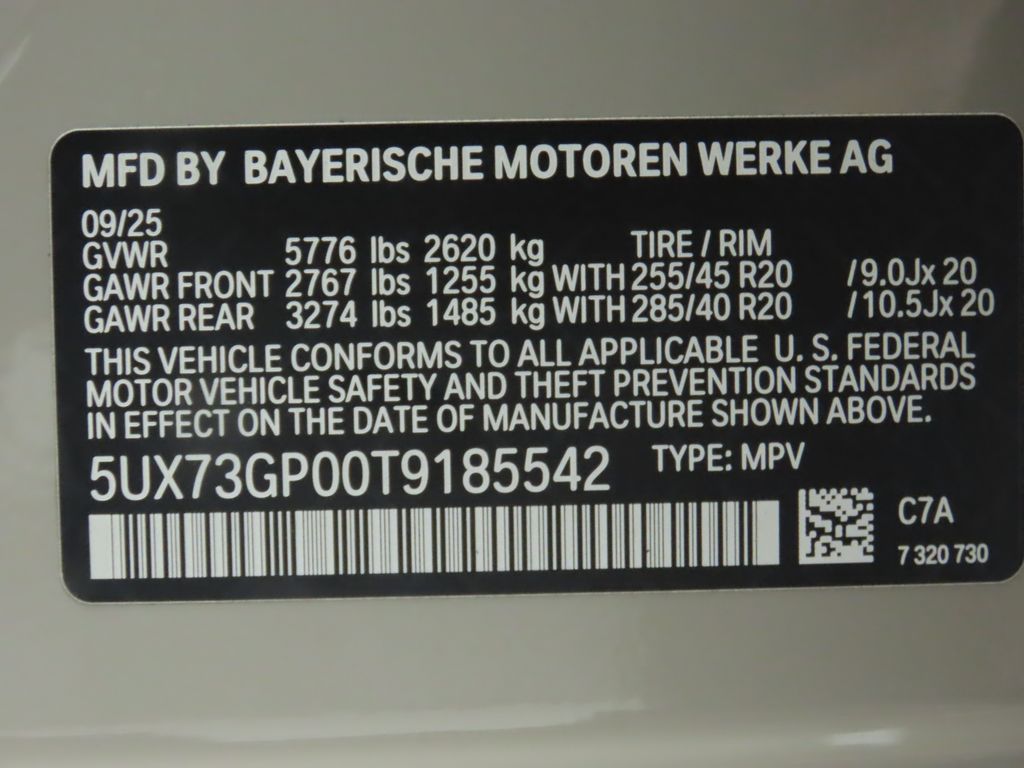 MFD BY BAYERISCHE MOTOREN WERKE AG
09/25
GVWR 5776 lbs 2620 kg TIRE / RIM
GAWR FRONT 2767 lbs 1255 kg WITH 255/45 R20 /9.0Jx 20
GAWR REAR 3274 lbs 1485 kg WITH 285/40 R20 /10.5Jx 20
THIS VEHICLE CONFORMS TO ALL APPLICABLE U. S. FEDERAL
MOTOR VEHICLE SAFETY AND THEFT PREVENTION STANDARDS
IN EFFECT ON THE DATE OF MANUFACTURE SHOWN ABOVE.
5UX73GP00T9185542 TYPE: MPV
C7A
7 320 730